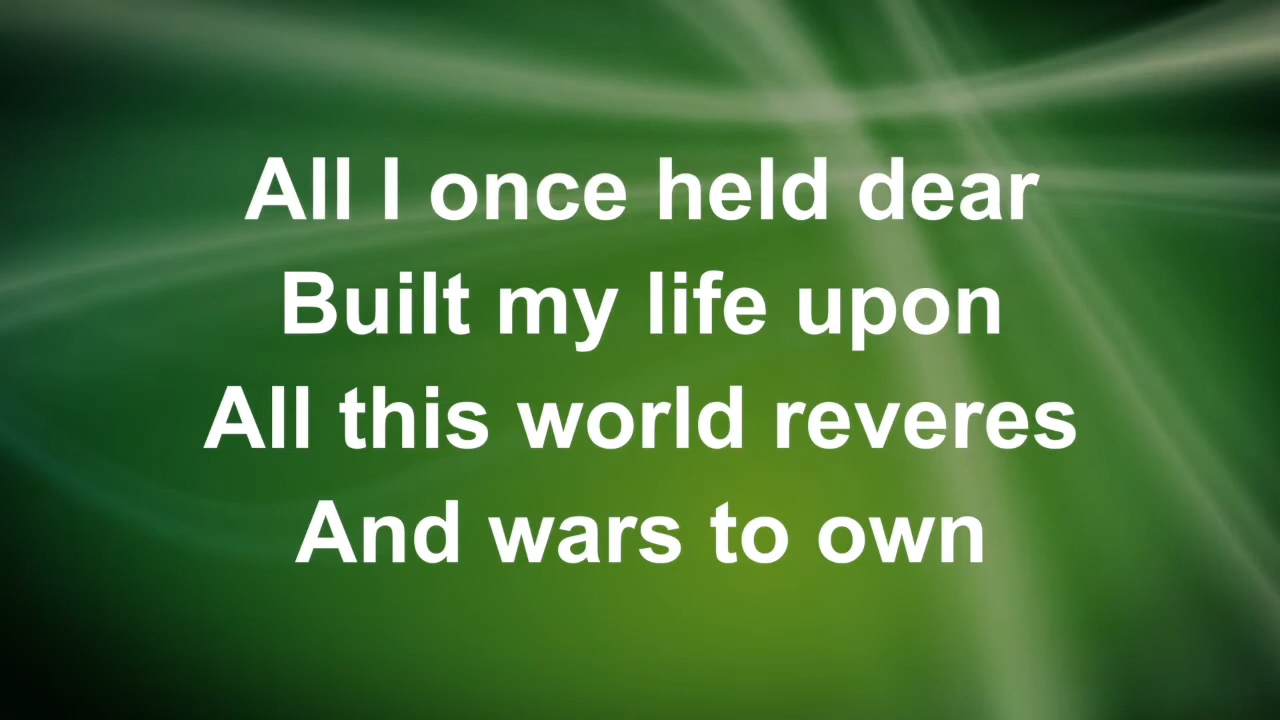 All I once held dear
Built my life upon
All this world reveres
And wars to own